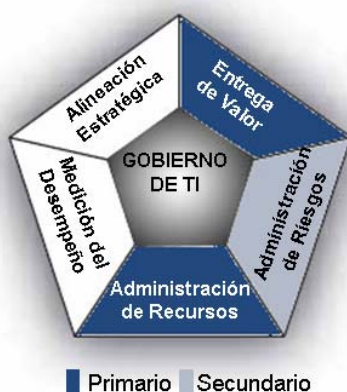 Alineación
Estratégica
Entrega
de Valor
GOBIERNO
DE TI
Medición del
Desempeño
Administración
de Riesgos
Administración
de Recursos
Primario Secundario